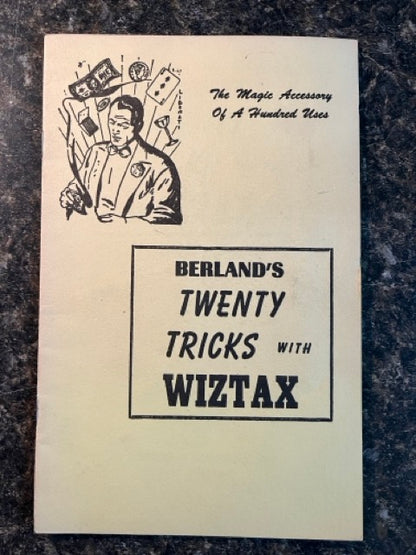 The Magic Accessory
Of A Hundred Uses
BERLAND'S
TWENTY
TRICKS WITH
WIZTAX